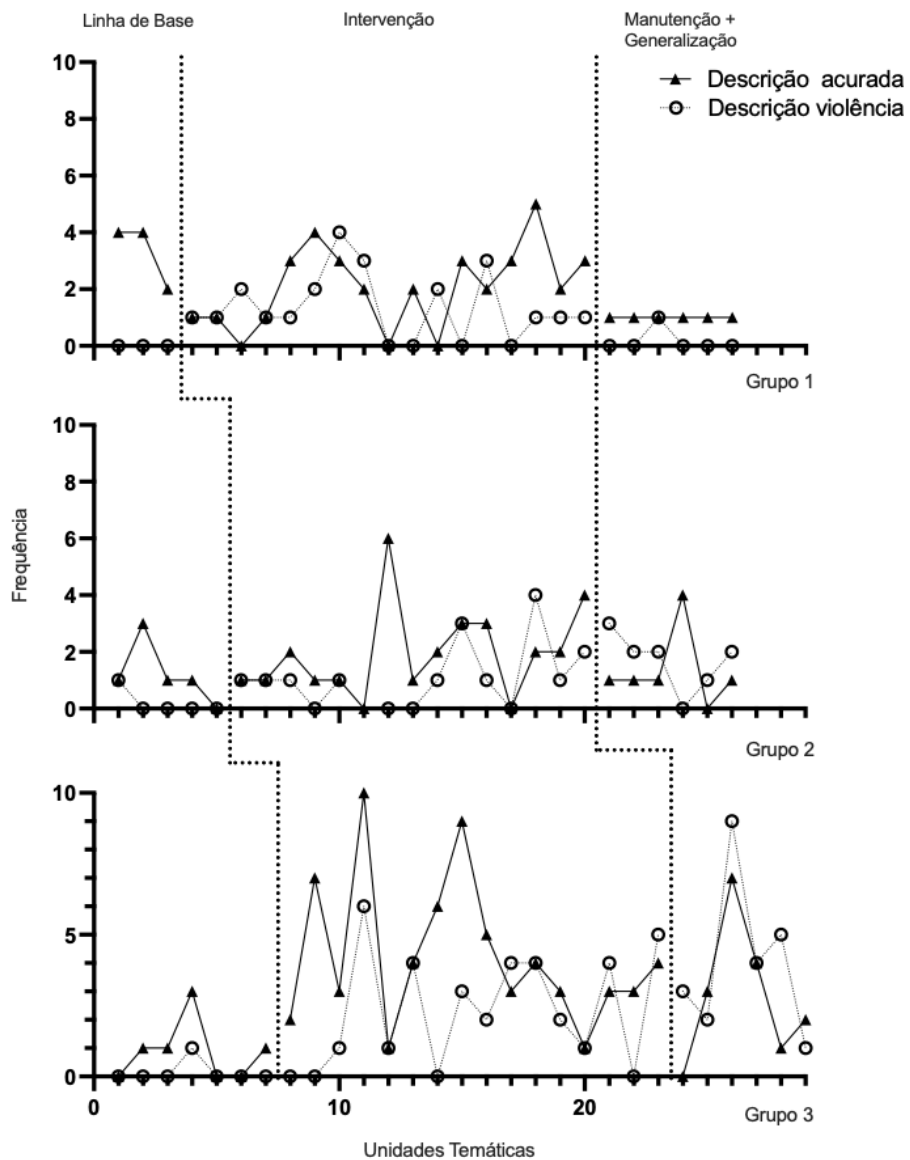 Linha de Base
Intervenção
Manutenção +
Generalização
Descrição acurada
Descrição violência
10
8
6
4
2
0
Grupo 1
10
8
6
4
2
0
Frequência
Grupo 2
10
5
0
0
10
20
Grupo 3
Unidades Temáticas